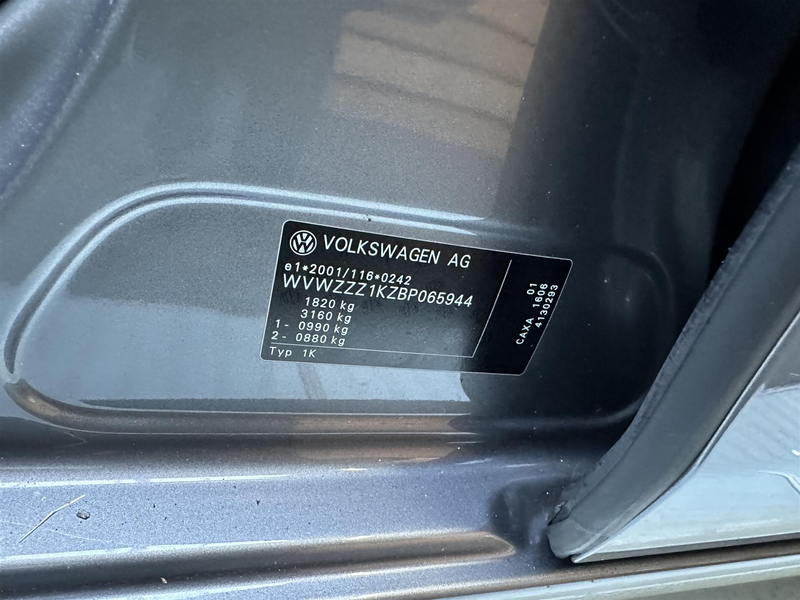 VOLKSWAGEN AG
e1*2001/116*0242
WVWZZZ1KZBP065944
1820 kg
3160 kg
1- 0990 kg
2- 0880 kg
Typ 1K
01
CAXA 1606
4130293